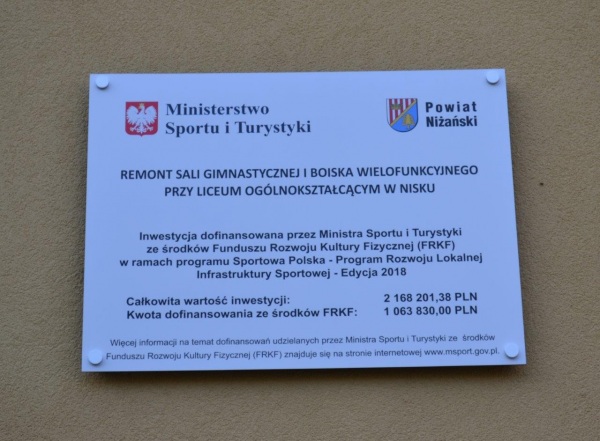 Ministerstwo
Sportu i Turystyki
Powiat
Niżański
REMONT SALI GIMNASTYCZNEJ I BOISKA WIELOFUNKCYJNEGO
PRZY LICEUM OGÓLNOKSZTAŁCĄCYM W NISKU
Inwestycja dofinansowana przez Ministra Sportu i Turystyki
ze środków Funduszu Rozwoju Kultury Fizycznej (FRKF)
w ramach programu Sportowa Polska - Program Rozwoju Lokalnej
Infrastruktury Sportowej - Edycja 2018
Całkowita wartość inwestycji: 2 168 201,38 PLN
Kwota dofinansowania ze środków FRKF: 1 063 830,00 PLN
Więcej informacji na temat dofinansowań udzielanych przez Ministra Sportu i Turystyki ze środków
Funduszu Rozwoju Kultury Fizycznej (FRKF) znajduje się na stronie internetowej www.msport.gov.pl.